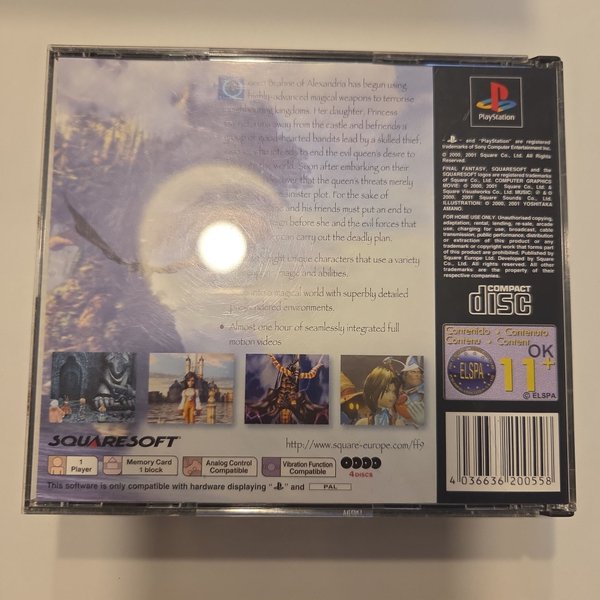 Queen Brahne of Alexandria has begun using
highly-advanced magical weapons to terrorise
kingdoms. Her daughter, Princess
away from the castle and befriends a
good-hearted bandits lead by a skilled thief,
to end the evil queen's desire to
world. Soon after embarking on their
that the queen's threats merely
sinister plot. For the sake of
and his friends must put an end to
before she and the evil forces that
can carry out the deadly plan.
eight unique characters that use a variety
magic and abilities.
magical world with superbly detailed
pre-rendered environments.
• Almost one hour of seamlessly integrated full
motion videos
SQUARESOFT
http://www.square-europe.com/ff9
1
Player
Memory Card
1 block
Analog Control
Compatible
Vibration Function
Compatible
4 DISCS
This software is only compatible with hardware displaying " " and PAL
PlayStation
" " and "PlayStation" are registered
trademarks of Sony Computer Entertainment Inc.
© 2000, 2001 Square Co., Ltd. All Rights
Reserved.
FINAL FANTASY, SQUARESOFT and the
SQUARESOFT logos are registered trademarks
of Square Co., Ltd. COMPUTER GRAPHICS
MOVIE: © 2000, 2001 Square Co., Ltd. &
Square Visualworks Co., Ltd. MUSIC: ℗ & ©
2000, 2001 Square Sounds Co., Ltd.
ILLUSTRATION: © 2000, 2001 YOSHITAKA
AMANO.
FOR HOME USE ONLY. Unauthorised copying,
adaptation, rental, lending, re-sale, arcade
use, charging for use, broadcast, cable
transmission, public performance, distribution
or extraction of this product or any
trademark or copyright work that forms part
of this product is prohibited. Published by
Square Europe Ltd. Developed by Square
Co., Ltd. All rights reserved. All other
trademarks are the property of their
respective companies.
COMPACT
disc
Contenido • Contenuto
Contenu • Content
ELSPA
OK
11+
© ELSPA
4 036636 200558